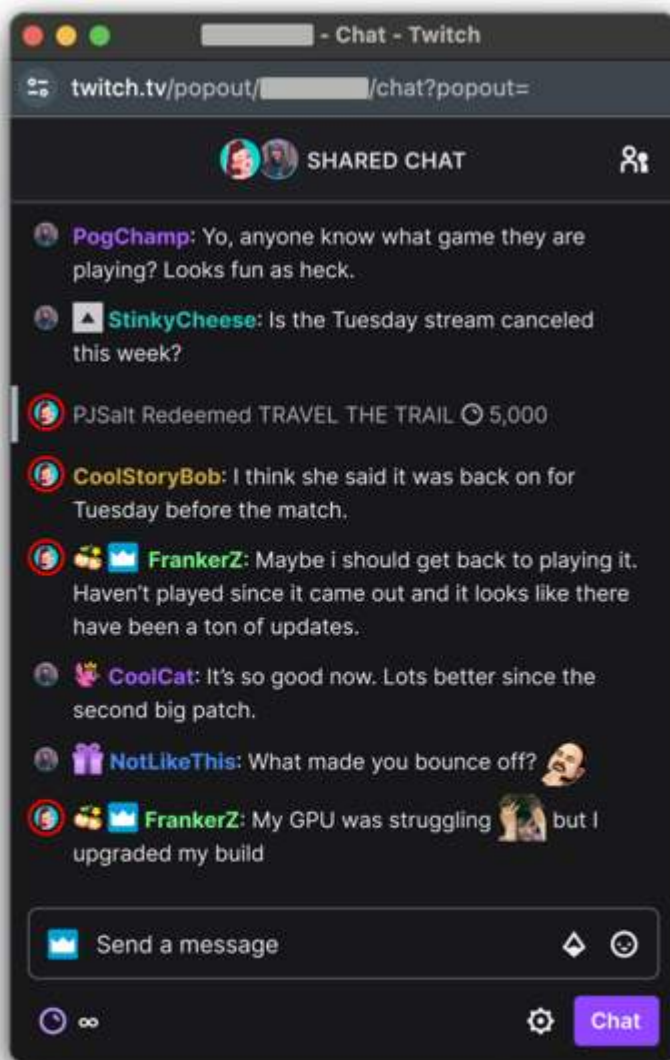 - Chat - Twitch
twitch.tv/popout/ /chat?popout=
SHARED CHAT
PogChamp: Yo, anyone know what game they are
playing? Looks fun as heck.
StinkyCheese: Is the Tuesday stream canceled
this week?
PJSalt Redeemed TRAVEL THE TRAIL 5,000
CoolStoryBob: I think she said it was back on for
Tuesday before the match.
FrankerZ: Maybe i should get back to playing it.
Haven't played since it came out and it looks like there
have been a ton of updates.
CoolCat: It's so good now. Lots better since the
second big patch.
NotLikeThis: What made you bounce off?
FrankerZ: My GPU was struggling but I
upgraded my build
Send a message
∞
Chat